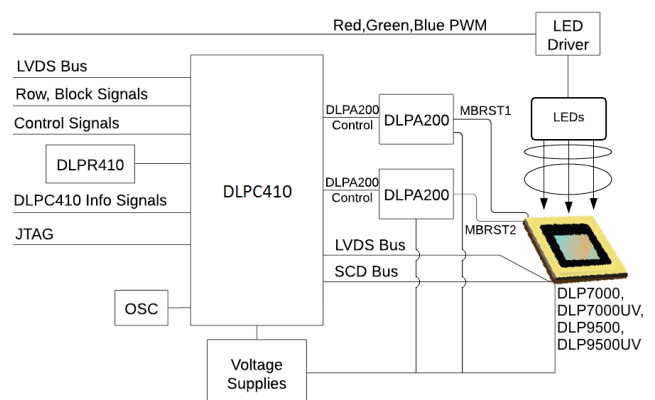 Red,Green,Blue PWM
LED
Driver
LVDS Bus
Row, Block Signals
Control Signals
DLPR410
DLPC410 Info Signals
JTAG
OSC
DLPC410
Voltage
Supplies
DLPA200
Control
DLPA200
MBRST1
DLPA200
Control
DLPA200
MBRST2
LVDS Bus
SCD Bus
LEDs
DLP7000,
DLP7000UV,
DLP9500,
DLP9500UV